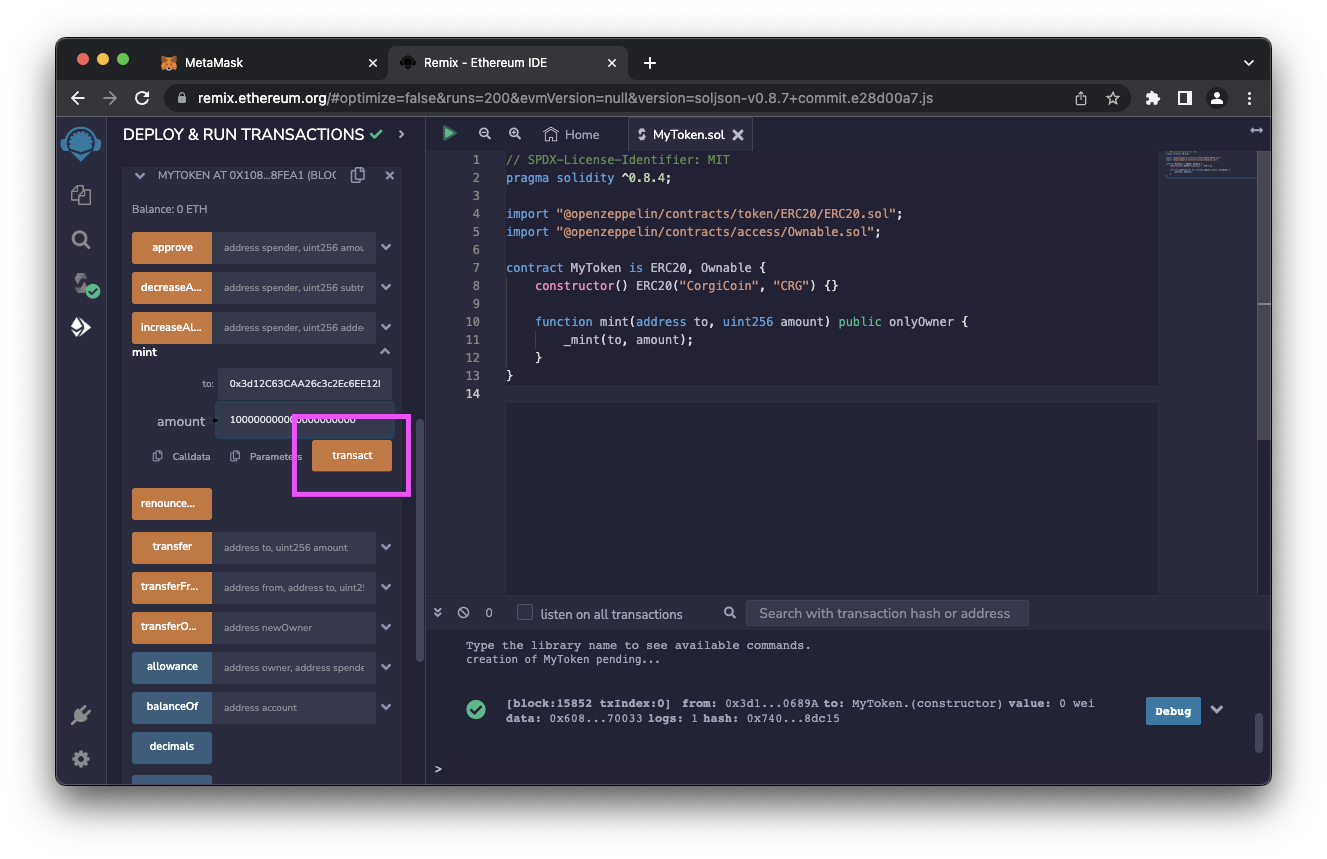 MetaMask
Remix - Ethereum IDE
remix.ethereum.org/#optimize=false&runs=200&evmVersion=null&version=soljson-v0.8.7+commit.e28d00a7.js
DEPLOY & RUN TRANSACTIONS
MYTOKEN AT 0X108...8FEA1 (BLOC
Balance: 0 ETH
approve address spender, uint256 amou
decreaseA... address spender, uint256 subtr
increaseAl... address spender, uint256 adde
mint
to: 0x3d12C63CAA26c3c2Ec6EE12
amount
Calldata Parameters transact
renounce...
transfer address to, uint256 amount
transferFr... address from, address to, uint2
transferO... address newOwner
allowance address owner, address spende
balanceOf address account
decimals
Home MyToken.sol
1 // SPDX-License-Identifier: MIT
2 pragma solidity ^0.8.4;
3
4 import "@openzeppelin/contracts/token/ERC20/ERC20.sol";
5 import "@openzeppelin/contracts/access/Ownable.sol";
6
7 contract MyToken is ERC20, Ownable {
8 constructor() ERC20("CorgiCoin", "CRG") {}
9
10 function mint(address to, uint256 amount) public onlyOwner {
11 _mint(to, amount);
12 }
13 }
14
0 listen on all transactions Search with transaction hash or address
Type the library name to see available commands.
creation of MyToken pending...
[block:15852 txIndex:0] from: 0x3d1...0689A to: MyToken.(constructor) value: 0 wei
data: 0x608...70033 logs: 1 hash: 0x740...8dc15
Debug
>